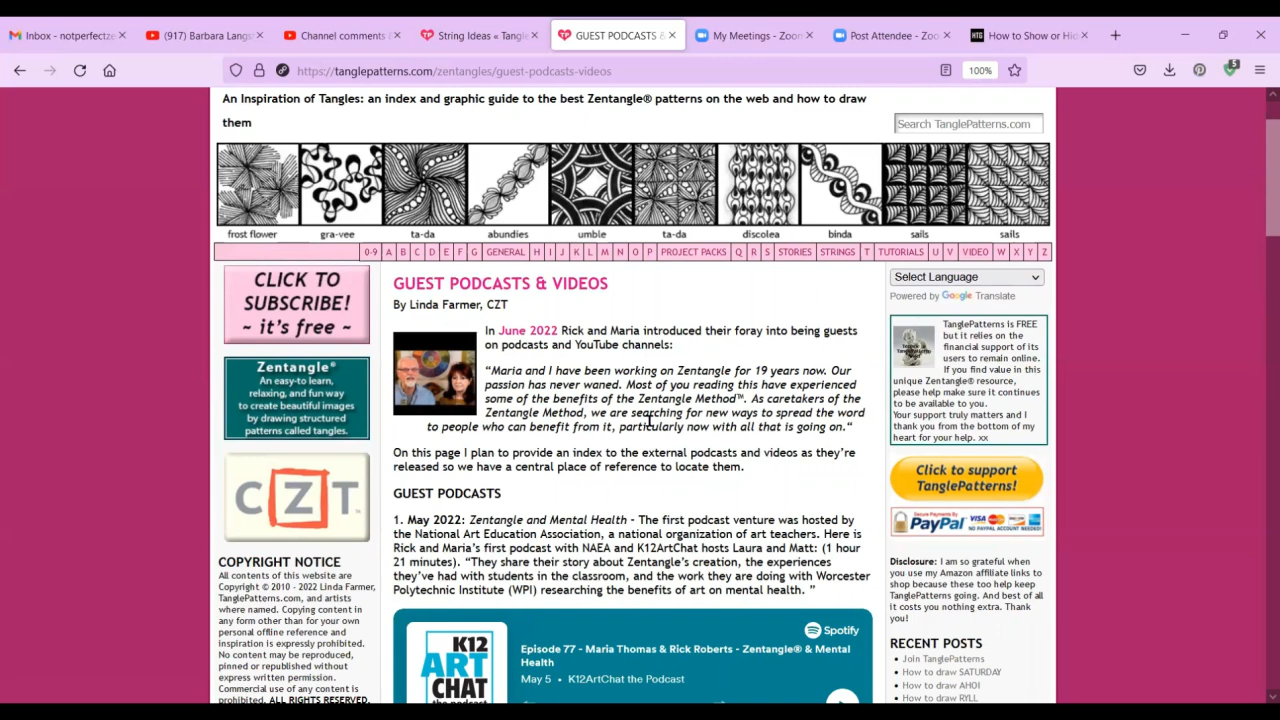 Inbox - notperfectze
(917) Barbara Langs
Channel comments &
String Ideas « Tangle
GUEST PODCASTS &
My Meetings - Zoom
Post Attendee - Zoo
HTG How to Show or Hi
https://tanglepatterns.com/zentangles/guest-podcasts-videos
100%
5
An Inspiration of Tangles: an index and graphic guide to the best Zentangle® patterns on the web and how to draw
them
Search TanglePatterns.com
frost flower gra-vee ta-da abundies umble ta-da discolea binda sails sails
0-9 A B C D E F G GENERAL H I J K L M N O P PROJECT PACKS Q R S STORIES STRINGS T TUTORIALS U V VIDEO W X Y Z
CLICK TO
SUBSCRIBE!
~ it's free ~
Zentangle®
An easy-to learn,
relaxing, and fun way
to create beautiful images
by drawing structured
patterns called tangles.
CZT
COPYRIGHT NOTICE
All contents of this website are
Copyright © 2010 - 2022 Linda Farmer,
TanglePatterns.com, and artists
where named. Copying content in
any form other than for your own
personal offline reference and
inspiration is expressly prohibited.
No content may be reproduced,
pinned or republished without
express written permission.
Commercial use of any content is
prohibited. ALL RIGHTS RESERVED.
GUEST PODCASTS & VIDEOS
By Linda Farmer, CZT
In June 2022 Rick and Maria introduced their foray into being guests
on podcasts and YouTube channels:
“Maria and I have been working on Zentangle for 19 years now. Our
passion has never waned. Most of you reading this have experienced
some of the benefits of the Zentangle Method™. As caretakers of the
Zentangle Method, we are searching for new ways to spread the word
to people who can benefit from it, particularly now with all that is going on.“
On this page I plan to provide an index to the external podcasts and videos as they’re
released so we have a central place of reference to locate them.
GUEST PODCASTS
1. May 2022: Zentangle and Mental Health – The first podcast venture was hosted by
the National Art Education Association, a national organization of art teachers. Here is
Rick and Maria’s first podcast with NAEA and K12ArtChat hosts Laura and Matt: (1 hour
21 minutes). “They share their story about Zentangle’s creation, the experiences
they’ve had with students in the classroom, and the work they are doing with Worcester
Polytechnic Institute (WPI) researching the benefits of art on mental health. ”
K12
ART
CHAT
the podcast
Spotify
Episode 77 - Maria Thomas & Rick Roberts - Zentangle® & Mental
Health
May 5 • K12ArtChat the Podcast
Select Language
Powered by Google Translate
TanglePatterns is FREE
but it relies on the
financial support of its
users to remain online.
If you find value in this
unique Zentangle® resource,
please help make sure it continues
to be available to you.
Your support truly matters and I
thank you from the bottom of my
heart for your help. xx
Click to support
TanglePatterns!
Secure Payments By
PayPal
NO PAYPAL ACCOUNT NEEDED!
Disclosure: I am so grateful when
you use my Amazon affiliate links to
shop because these too help keep
TanglePatterns going. And best of all
it costs you nothing extra. Thank
you!
RECENT POSTS
• Join TanglePatterns
• How to draw SATURDAY
• How to draw AHOI
• How to draw RYLL